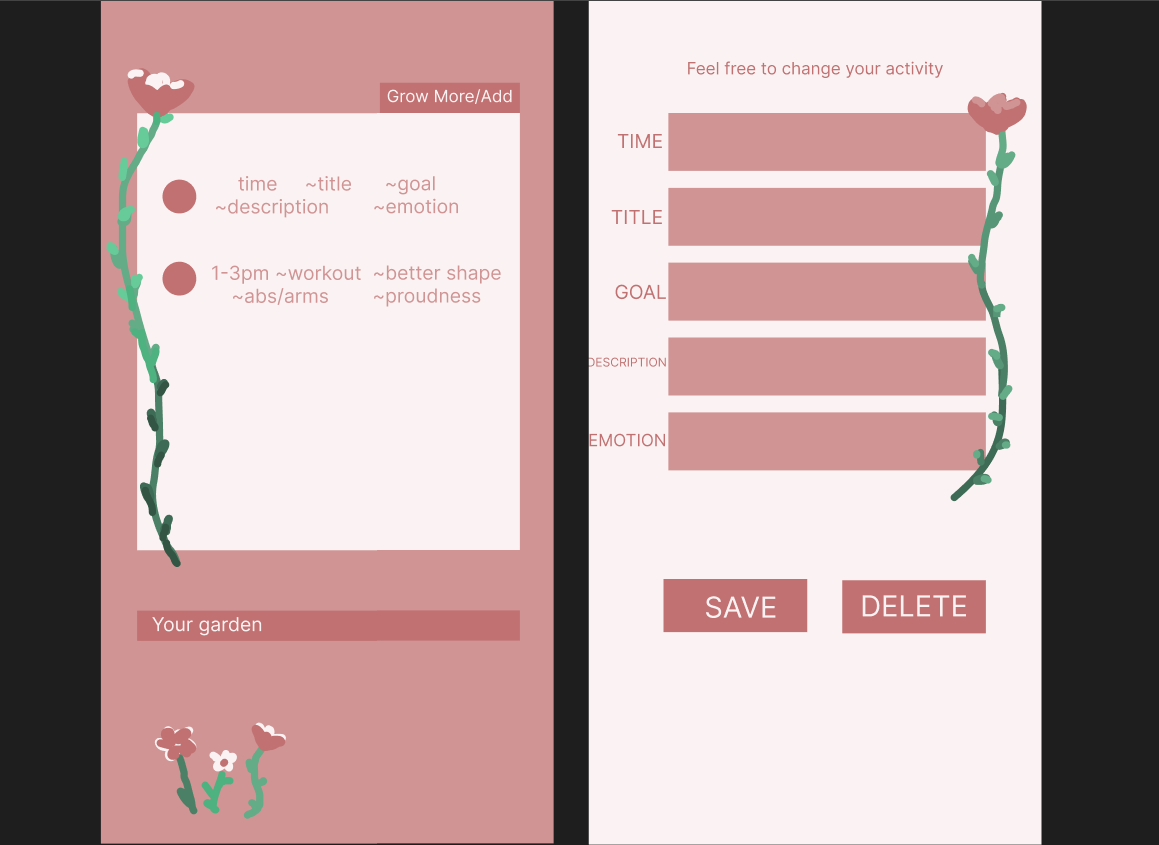 Grow More/Add
time ~title ~goal
~description ~emotion
1-3pm ~workout ~better shape
~abs/arms ~proudness
Your garden
Feel free to change your activity
TIME
TITLE
GOAL
DESCRIPTION
EMOTION
SAVE DELETE